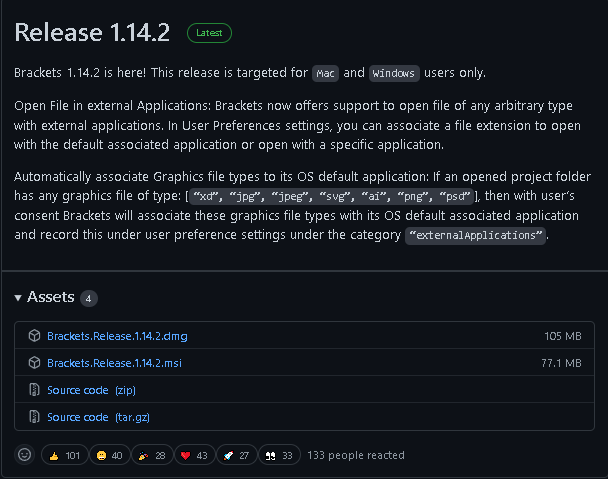 Release 1.14.2 Latest
Brackets 1.14.2 is here! This release is targeted for Mac and Windows users only.
Open File in external Applications: Brackets now offers support to open file of any arbitrary type
with external applications. In User Preferences settings, you can associate a file extension to open
with the default associated application or open with a specific application.
Automatically associate Graphics file types to its OS default application: If an opened project folder
has any graphics file of type: [“xd”, “jpg”, “jpeg”, “svg”, “ai”, “png”, “psd”], then with user’s
consent Brackets will associate these graphics file types with its OS default associated application
and record this under user preference settings under the category “externalApplications”.
Assets 4
Brackets.Release.1.14.2.dmg 105 MB
Brackets.Release.1.14.2.msi 77.1 MB
Source code (zip)
Source code (tar.gz)
101 40 28 43 27 33 133 people reacted